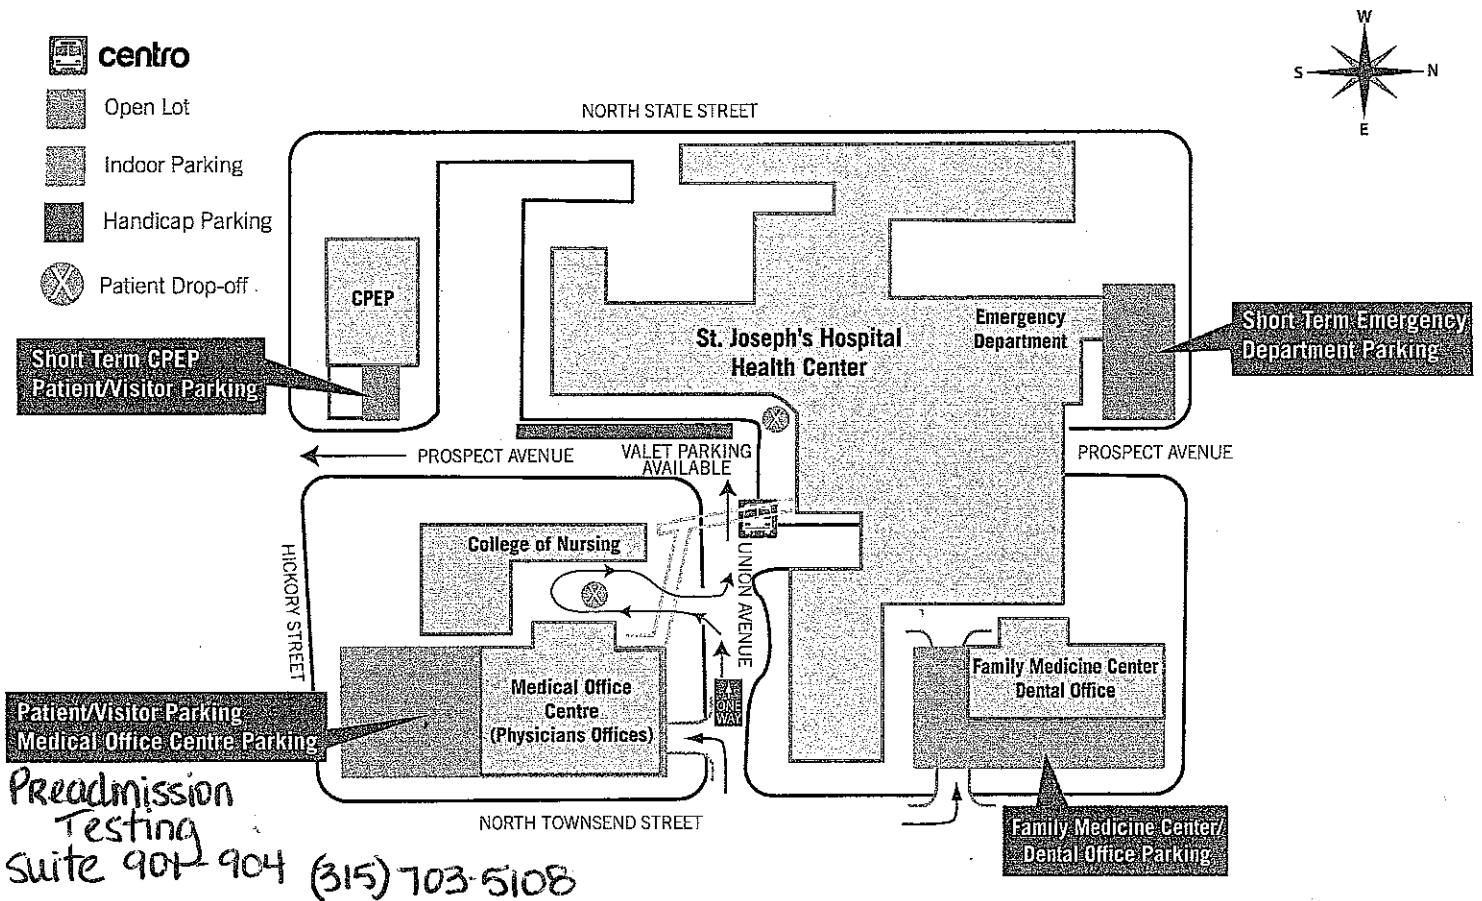 centro
Open Lot
Indoor Parking
Handicap Parking
Patient Drop-off
W
S
N
E
NORTH STATE STREET
CPEP
Short Term CPEP
Patient/Visitor Parking
St. Joseph's Hospital
Health Center
Emergency
Department
Short Term Emergency
Department Parking
PROSPECT AVENUE
VALET PARKING
AVAILABLE
PROSPECT AVENUE
College of Nursing
HICKORY STREET
UNION AVENUE
Medical Office
Centre
(Physicians Offices)
ONE
WAY
Family Medicine Center
Dental Office
Patient/Visitor Parking
Medical Office Centre Parking
NORTH TOWNSEND STREET
Family Medicine Center/
Dental Office Parking
Preadmission
Testing
Suite 901-904 (315) 703-5108